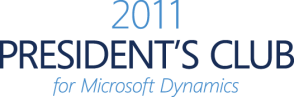 2011
PRESIDENT'S CLUB
for Microsoft Dynamics